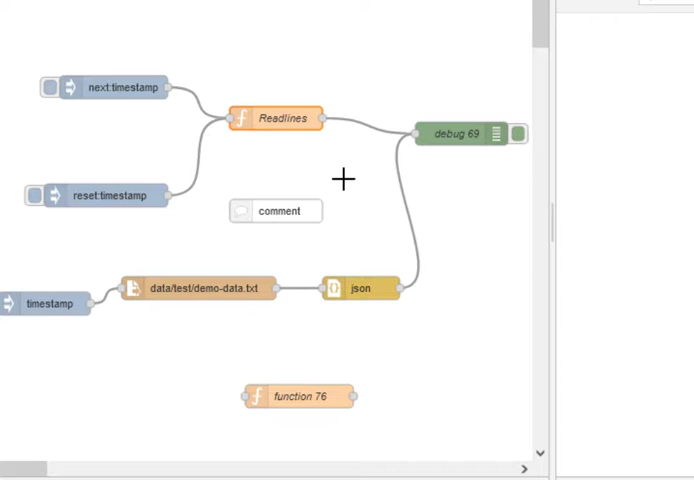 next:timestamp
Readlines
debug 69
reset:timestamp
comment
timestamp
data/test/demo-data.txt
json
function 76